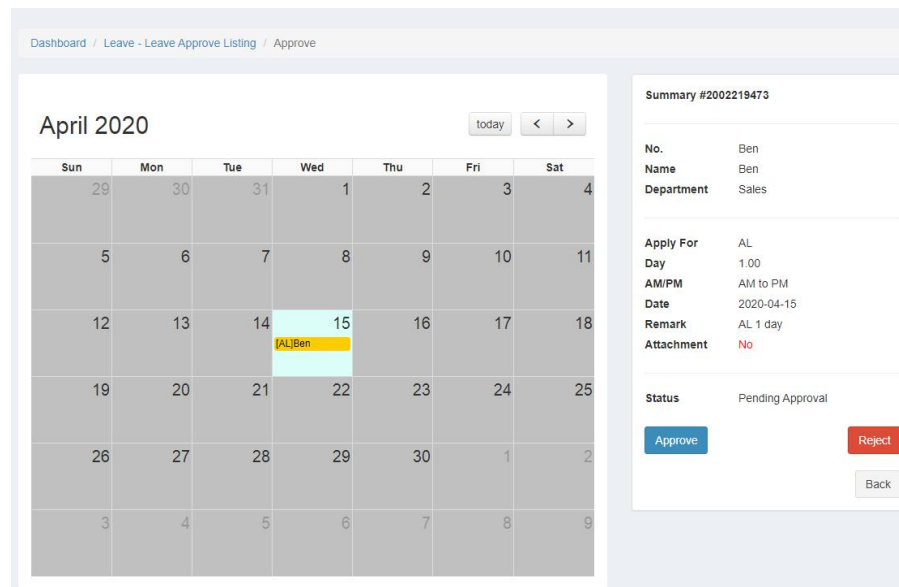 Dashboard / Leave - Leave Approve Listing / Approve
April 2020
today < >
Sun Mon Tue Wed Thu Fri Sat
29 30 31 1 2 3 4
5 6 7 8 9 10 11
12 13 14 15 16 17 18
[AL]Ben
19 20 21 22 23 24 25
26 27 28 29 30 1 2
3 4 5 6 7 8 9
Summary #2002219473
No. Ben
Name Ben
Department Sales
Apply For AL
Day 1.00
AM/PM AM to PM
Date 2020-04-15
Remark AL 1 day
Attachment No
Status Pending Approval
Approve Reject
Back